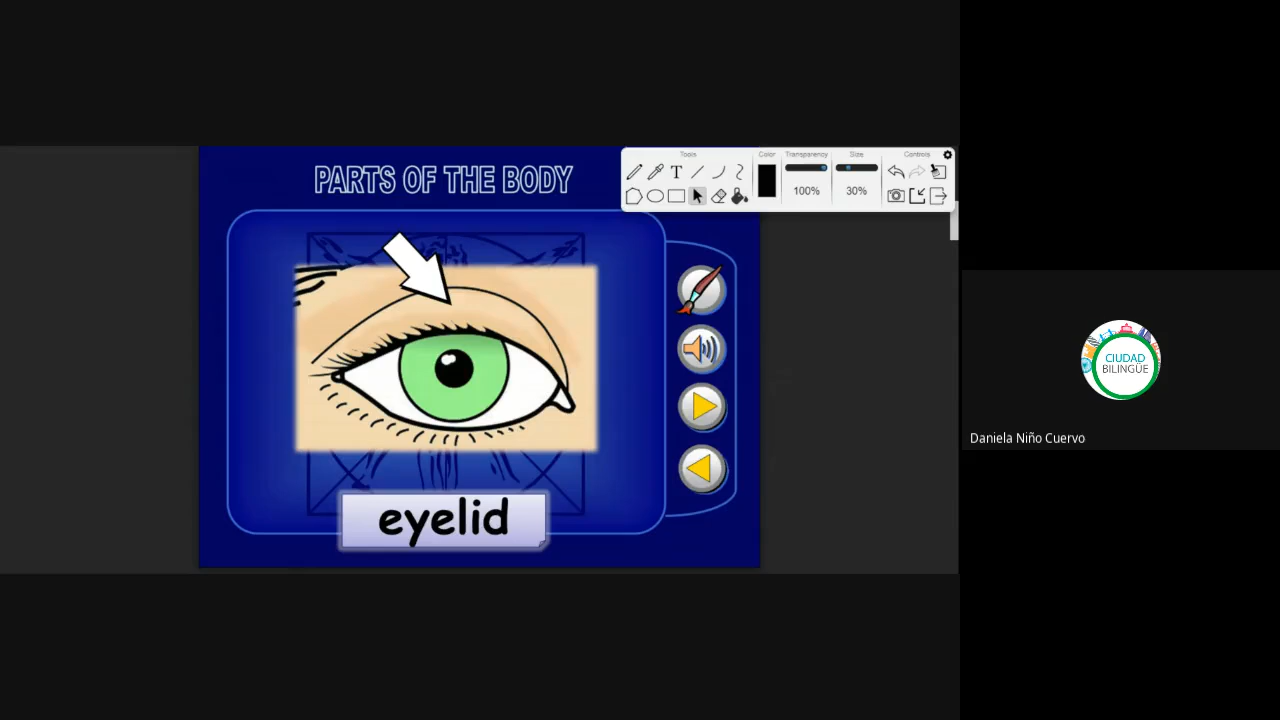 PARTS OF THE BODY
Tools
Color
Transparency
Size
Controls
T
100%
30%
eyelid
CIUDAD
BILINGÜE
Daniela Niño Cuervo